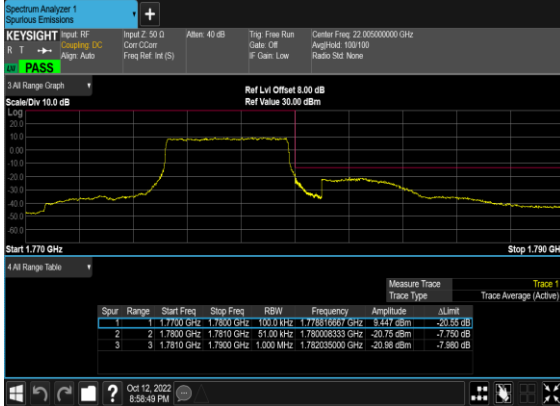 Spectrum Analyzer 1
Spurious Emissions
+
KEYSIGHT Input: RF Input Z: 50 Ω Atten: 40 dB Trig: Free Run Center Freq: 22.005000000 GHz
R T Coupling: DC Corr CCorr Gate: Off Avg|Hold: 100/100
Align: Auto Freq Ref: Int (S) IF Gain: Low Radio Std: None
PASS
3 All Range Graph
Ref Lvl Offset 8.00 dB
Scale/Div 10.0 dB Ref Value 30.00 dBm
Log
20.0
10.0
0.00
-10.0
-20.0
-30.0
-40.0
-50.0
-60.0
Start 1.770 GHz Stop 1.790 GH
4 All Range Table
Measure Trace Trace 1
Trace Type Trace Average (Active)
Spur Range Start Freq Stop Freq RBW Frequency Amplitude ΔLimit
1 1 1.7700 GHz 1.7800 GHz 100.0 kHz 1.778816667 GHz 9.447 dBm -20.55 dB
2 2 1.7800 GHz 1.7810 GHz 51.00 kHz 1.780008333 GHz -20.75 dBm -7.750 dB
3 3 1.7810 GHz 1.7900 GHz 1.000 MHz 1.782035000 GHz -20.98 dBm -7.980 dB
?
Oct 12, 2022
8:58:49 PM